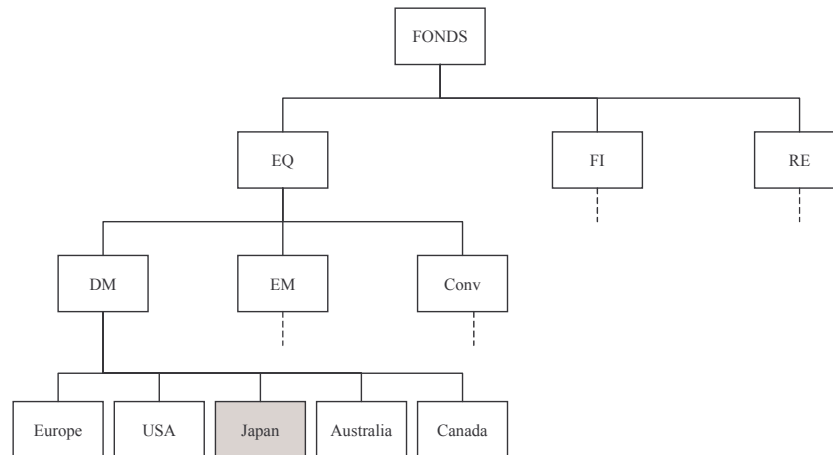 FONDS
EQ
FI
RE
DM
EM
Conv
Europe
USA
Japan
Australia
Canada